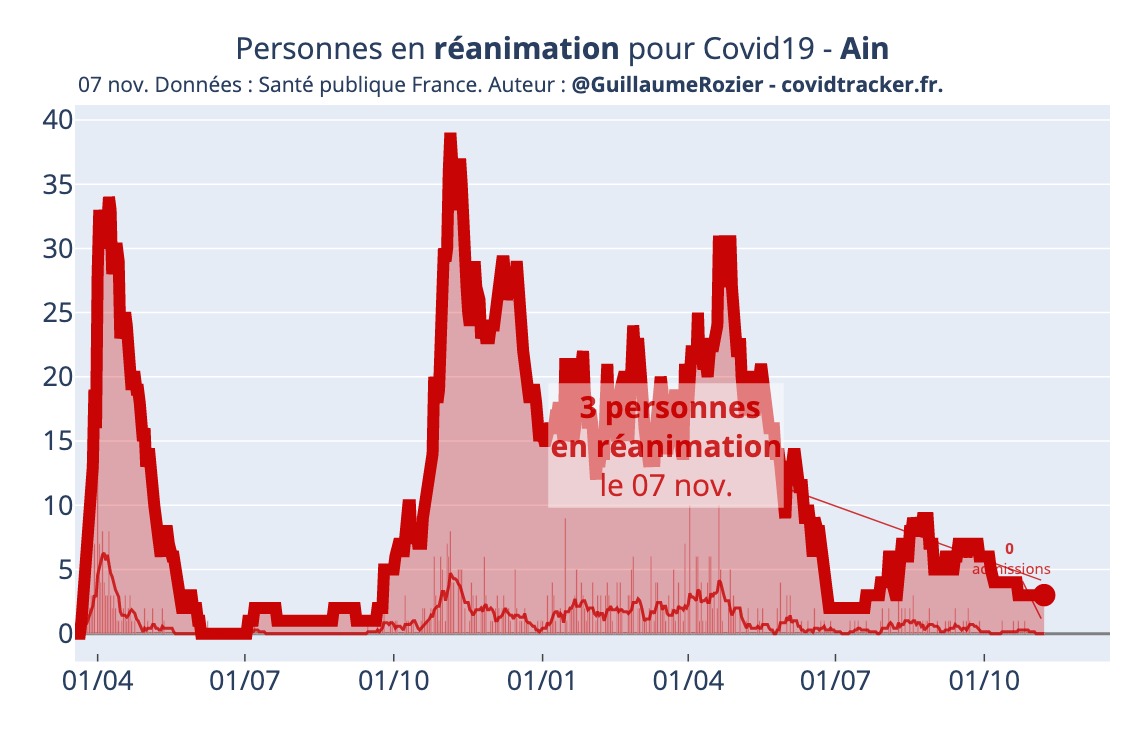 Personnes en réanimation pour Covid19 - Ain
07 nov. Données : Santé publique France. Auteur : @GuillaumeRozier - covidtracker.fr.
40
35
30
25
20
15
10
5
0
3 personnes
en réanimation
le 07 nov.
0
admissions
01/04 01/07 01/10 01/01 01/04 01/07 01/10